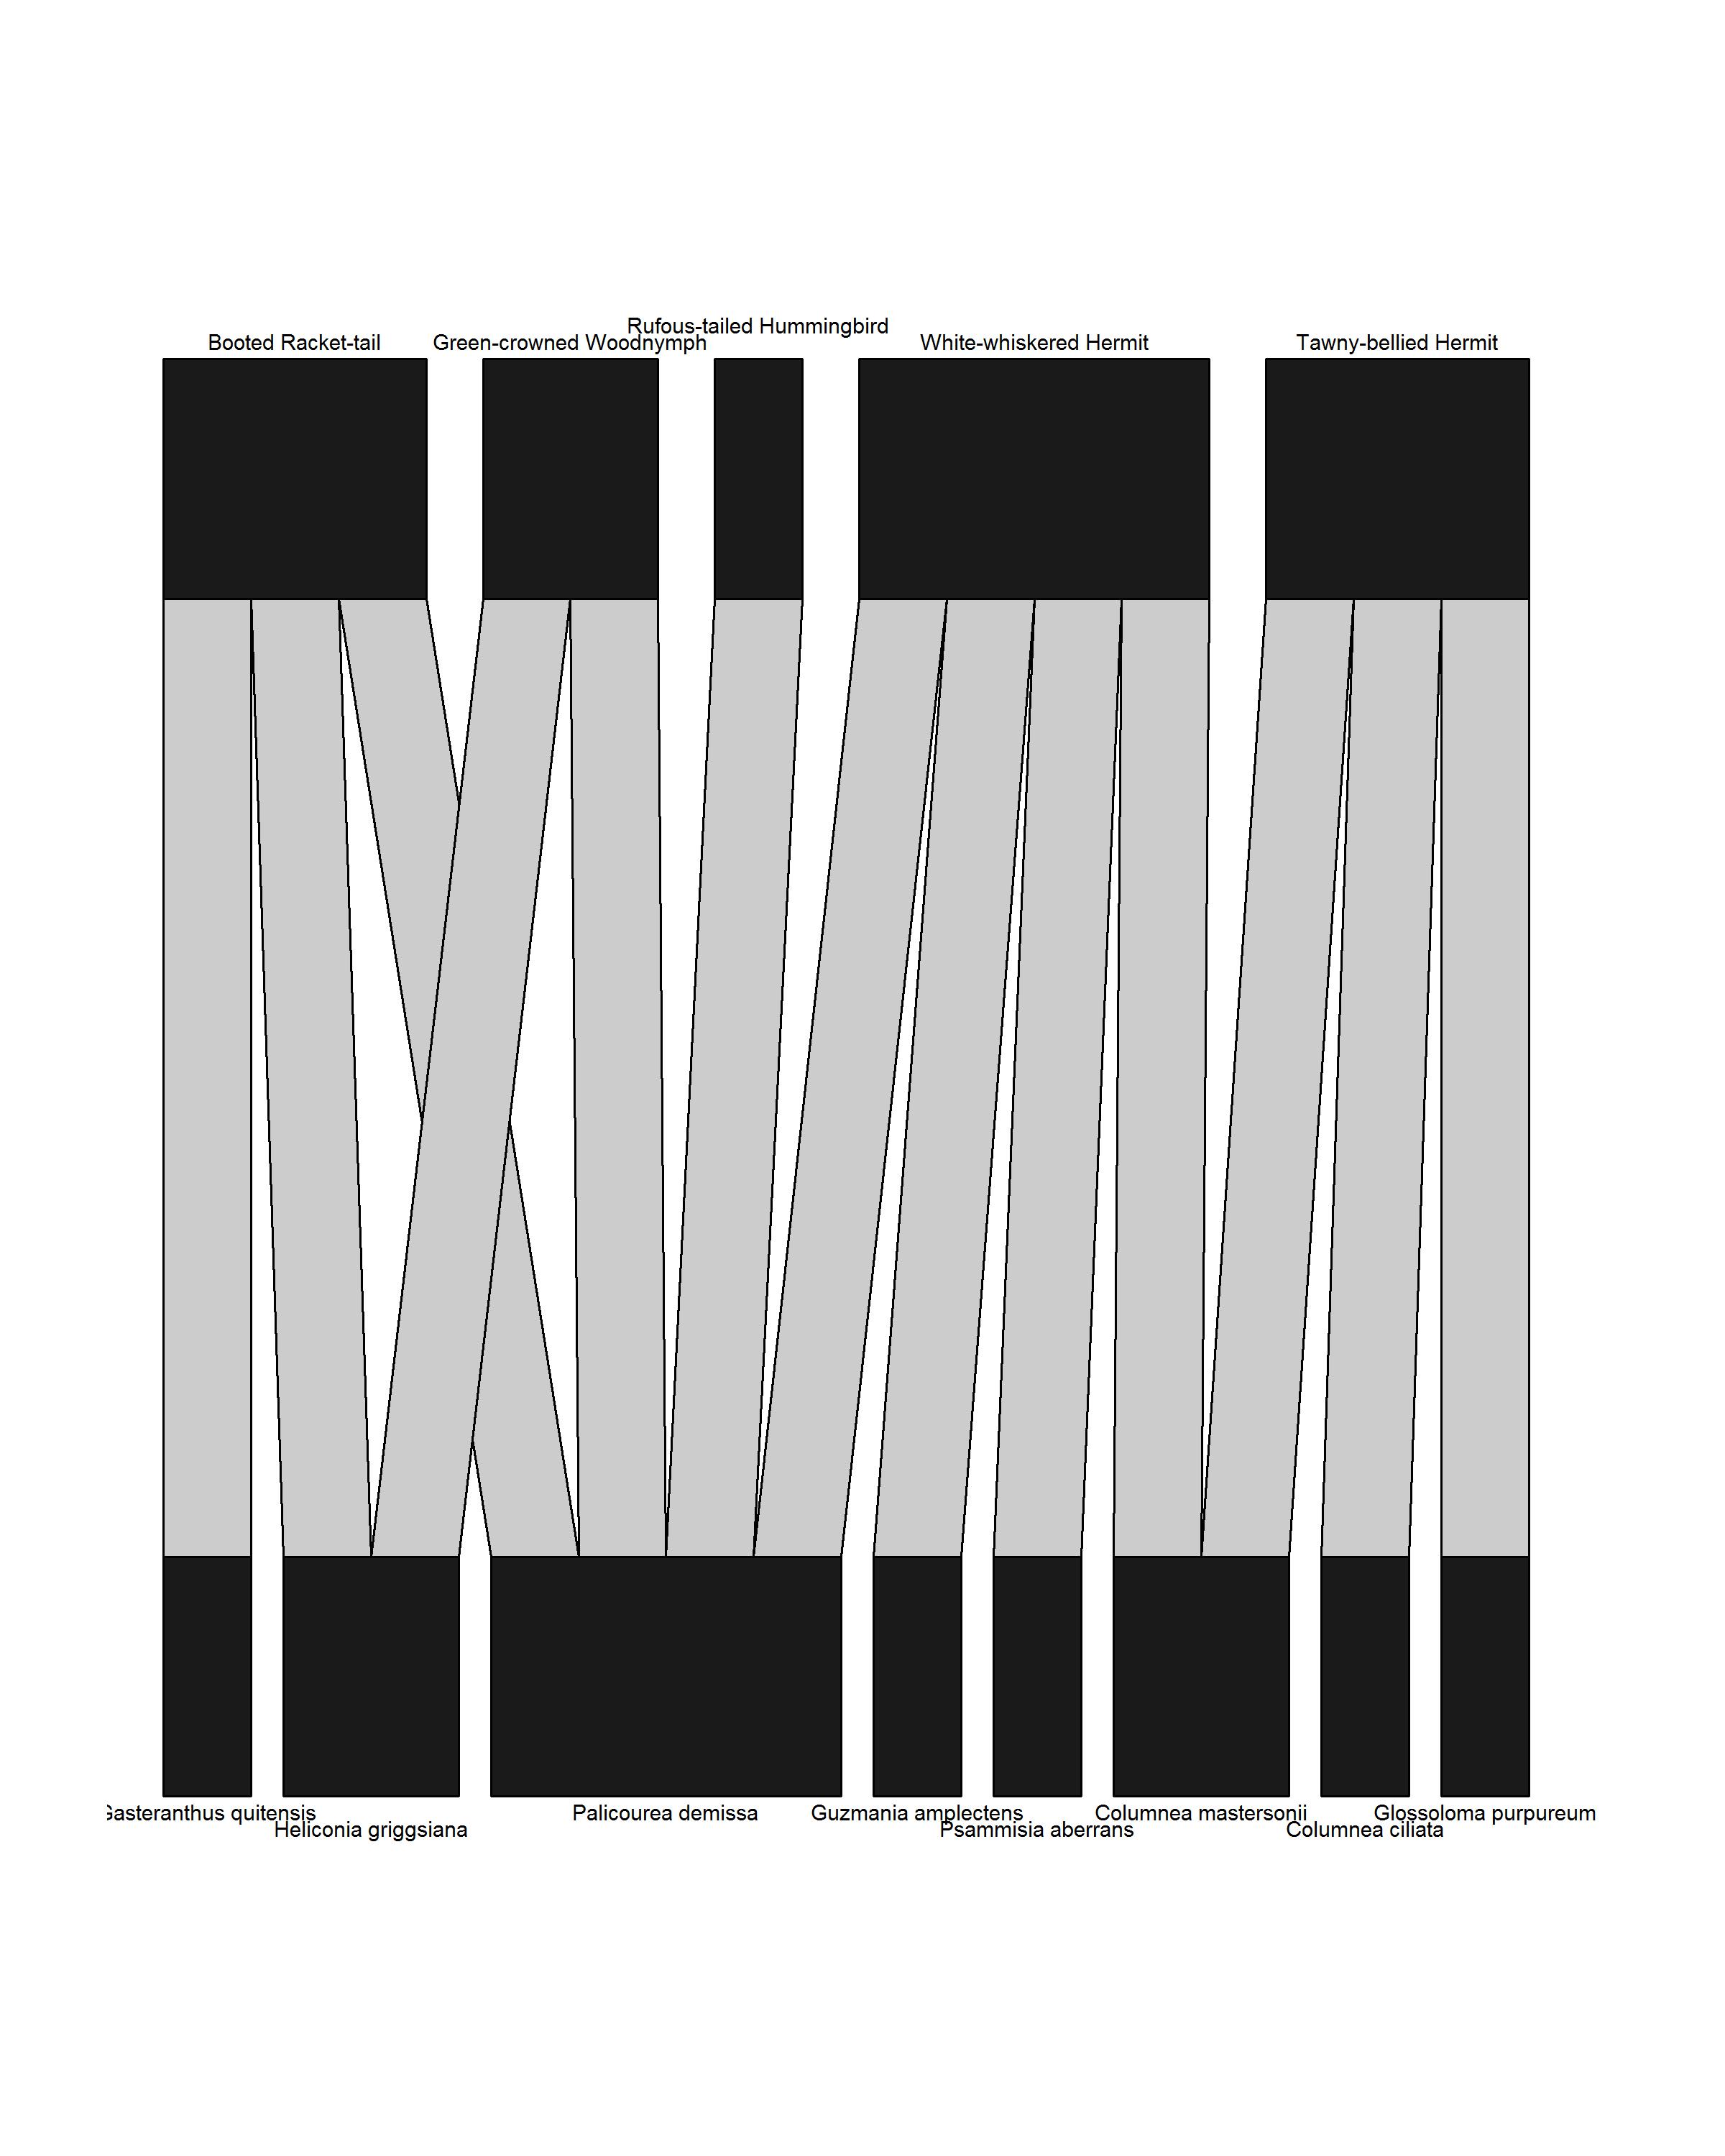 Rufous-tailed Hummingbird
Booted Racket-tail Green-crowned Woodnymph White-whiskered Hermit Tawny-bellied Hermit
Gasteranthus quitensis Palicourea demissa Guzmania amplectens Columnea mastersonii Glossoloma purpureum
Heliconia griggsiana Psammisia aberrans Columnea ciliata